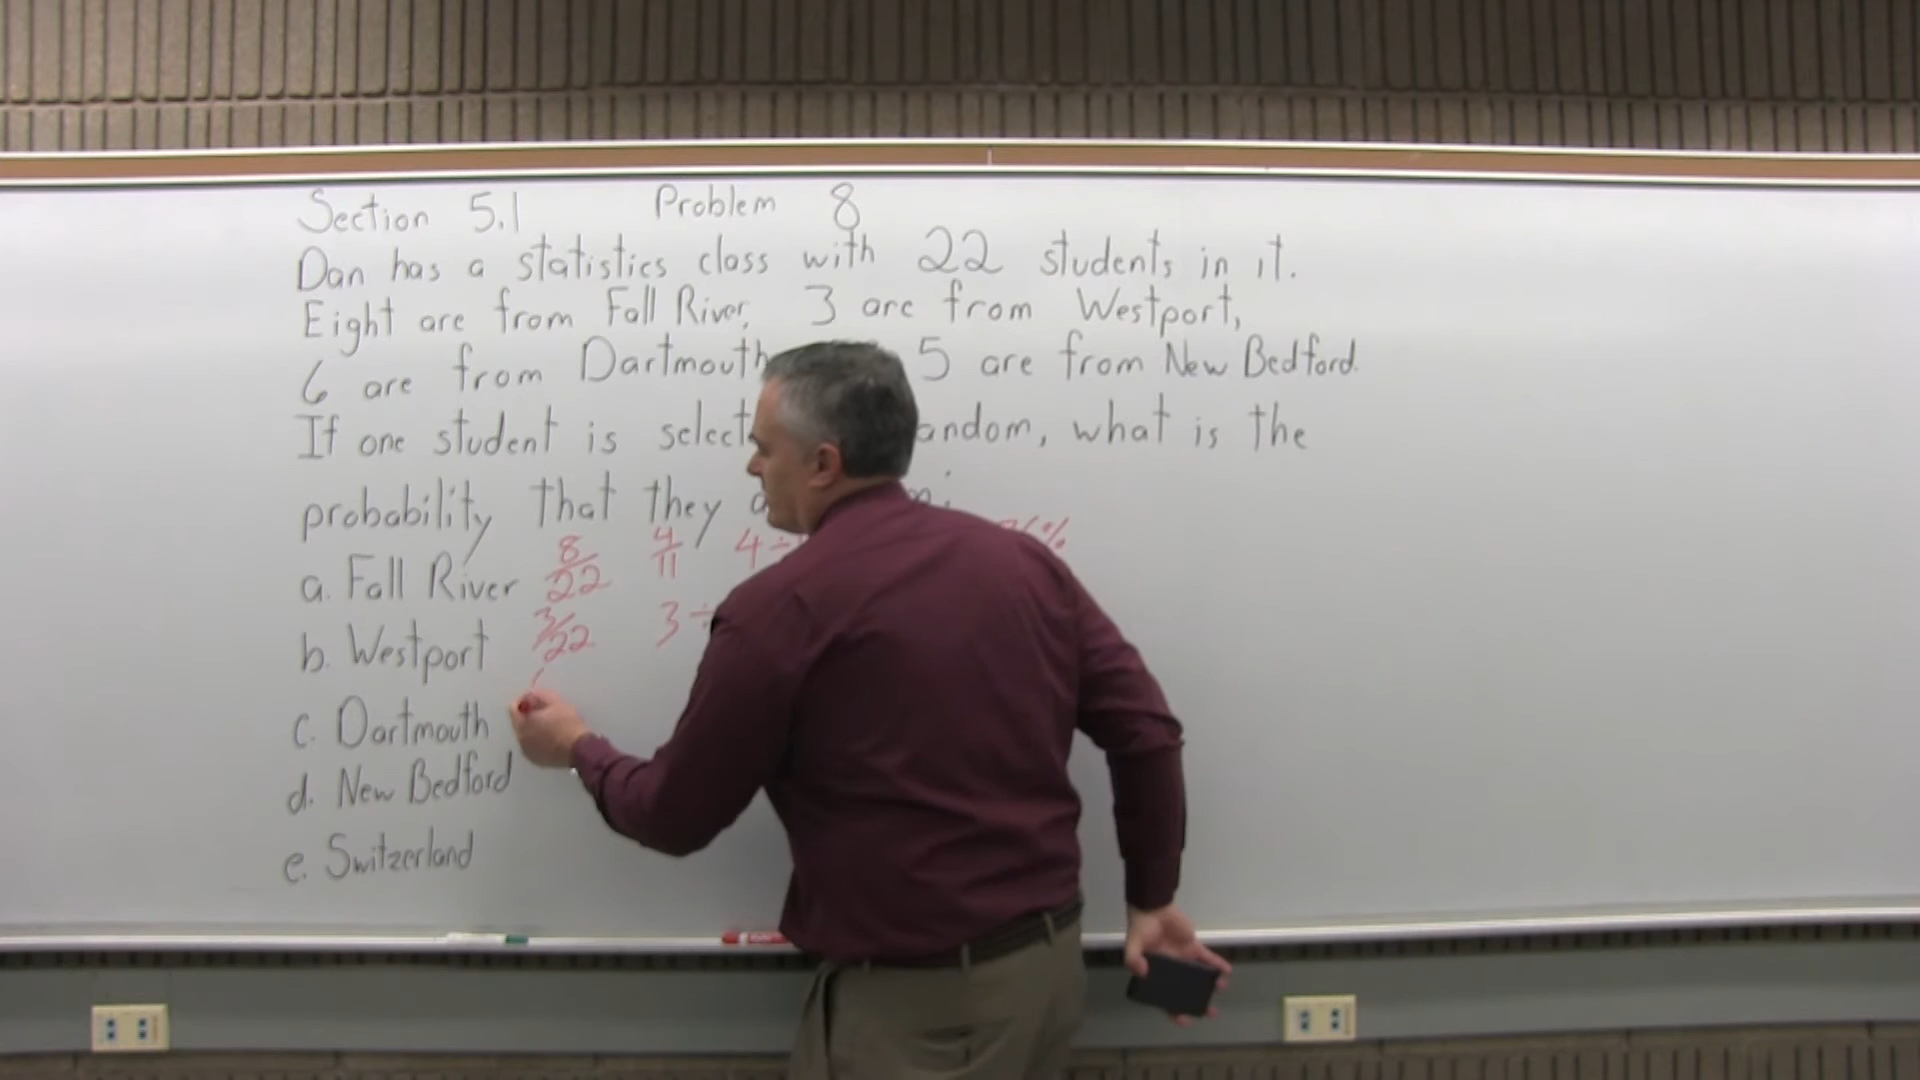 Section 5.1 Problem 8
Dan has a statistics class with 22 students in it.
Eight are from Fall River, 3 are from Westport,
6 are from Dartmouth 5 are from New Bedford.
If one student is what is the
probability that they
a. Fall River 8/22 4/11 4 ÷ %
b. Westport 3/22 3 ÷
c. Dartmouth
d. New Bedford
e. Switzerland